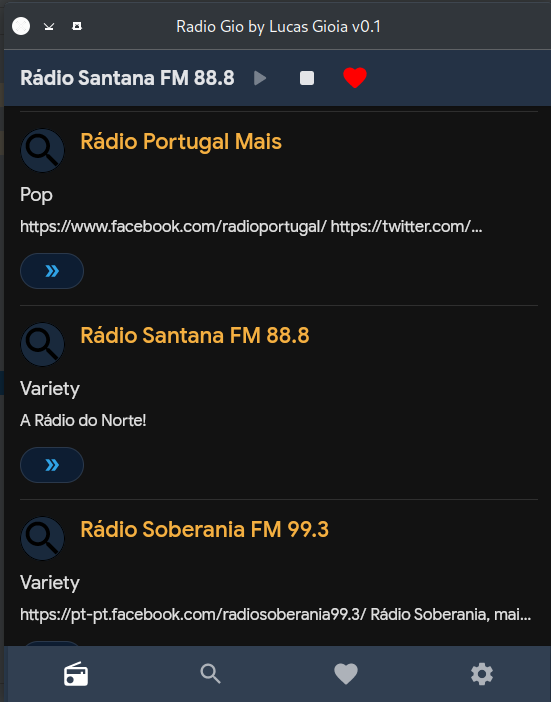 Radio Gio by Lucas Gioia v0.1
Rádio Santana FM 88.8
Rádio Portugal Mais
Pop
https://www.facebook.com/radioportugal/ https://twitter.com/...
Rádio Santana FM 88.8
Variety
A Rádio do Norte!
Rádio Soberania FM 99.3
Variety
https://pt-pt.facebook.com/radiosoberania99.3/ Rádio Soberania, mai...